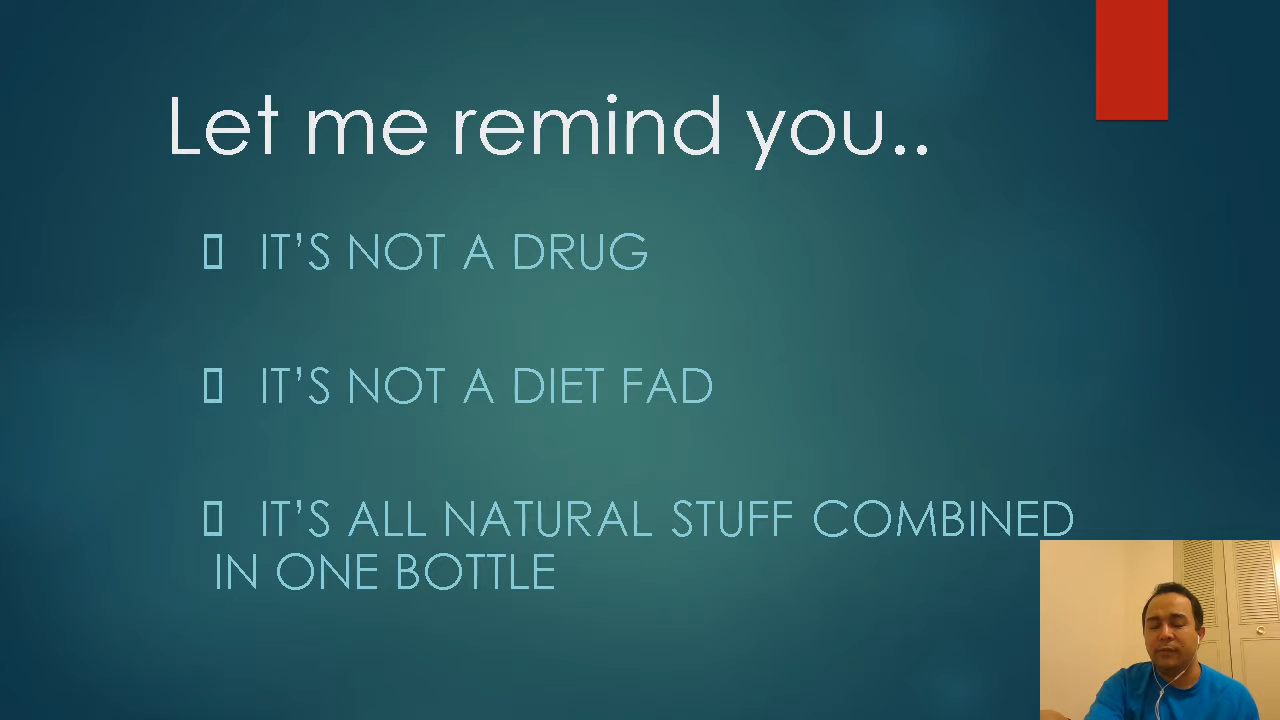 Let me remind you..
IT'S NOT A DRUG
IT'S NOT A DIET FAD
IT'S ALL NATURAL STUFF COMBINED
IN ONE BOTTLE